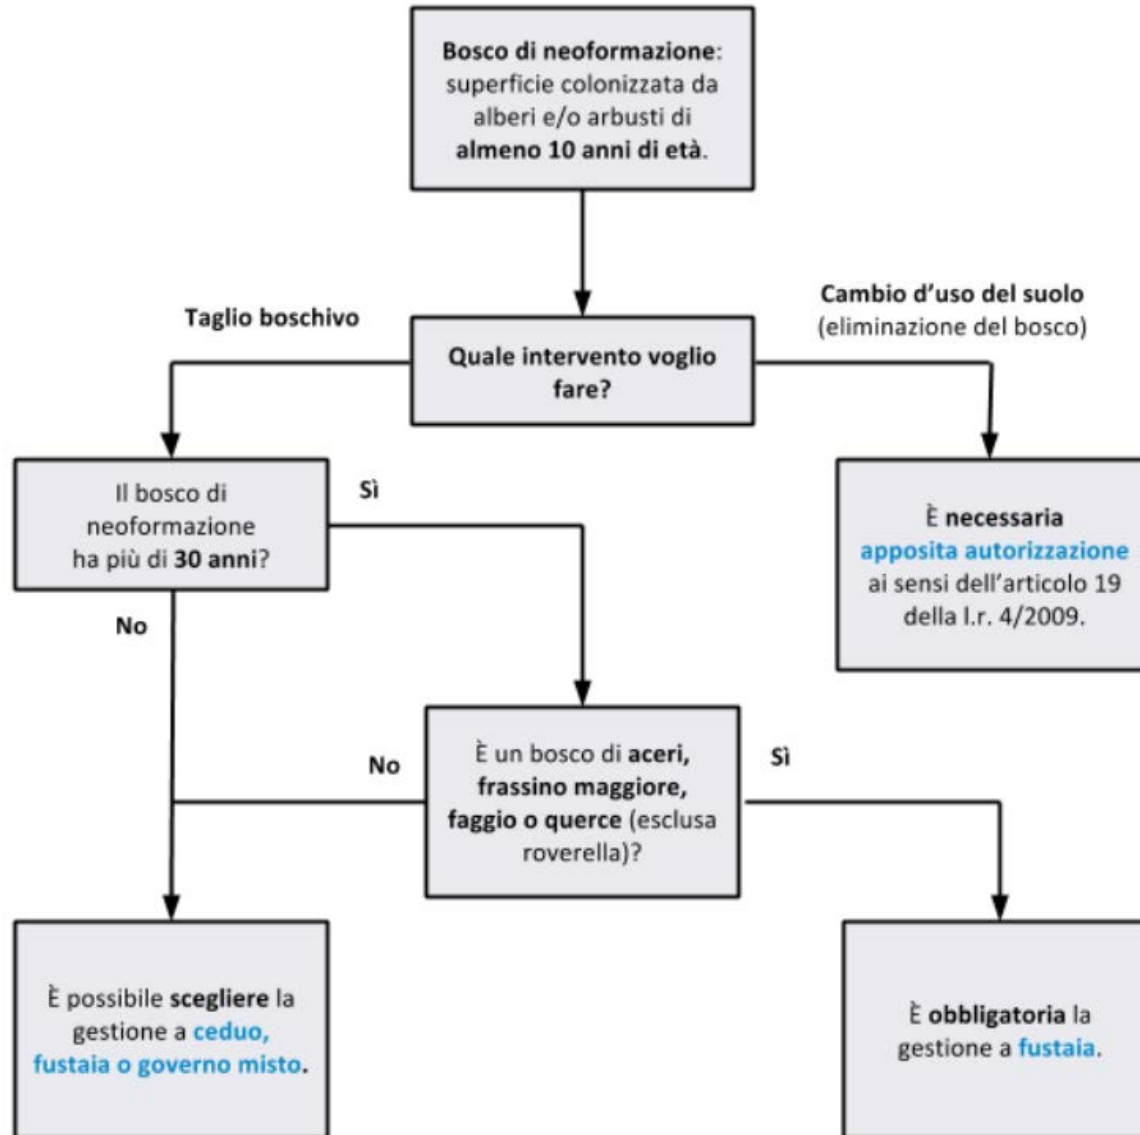 Bosco di neoformazione:
superficie colonizzata da
alberi e/o arbusti di
almeno 10 anni di età.
Taglio boschivo
Cambio d'uso del suolo
(eliminazione del bosco)
Quale intervento voglio
fare?
Il bosco di
neoformazione
ha più di 30 anni?
Sì
È necessaria
apposita autorizzazione
ai sensi dell'articolo 19
della l.r. 4/2009.
No
No
È un bosco di aceri,
frassino maggiore,
faggio o querce (esclusa
roverella)?
Sì
È possibile scegliere la
gestione a ceduo,
fustaia o governo misto.
È obbligatoria la
gestione a fustaia.